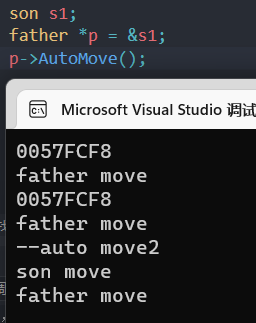 son s1;
father *p = &s1;
p->AutoMove();
Microsoft Visual Studio 调试
0057FCF8
father move
0057FCF8
father move
--auto move2
son move
father move